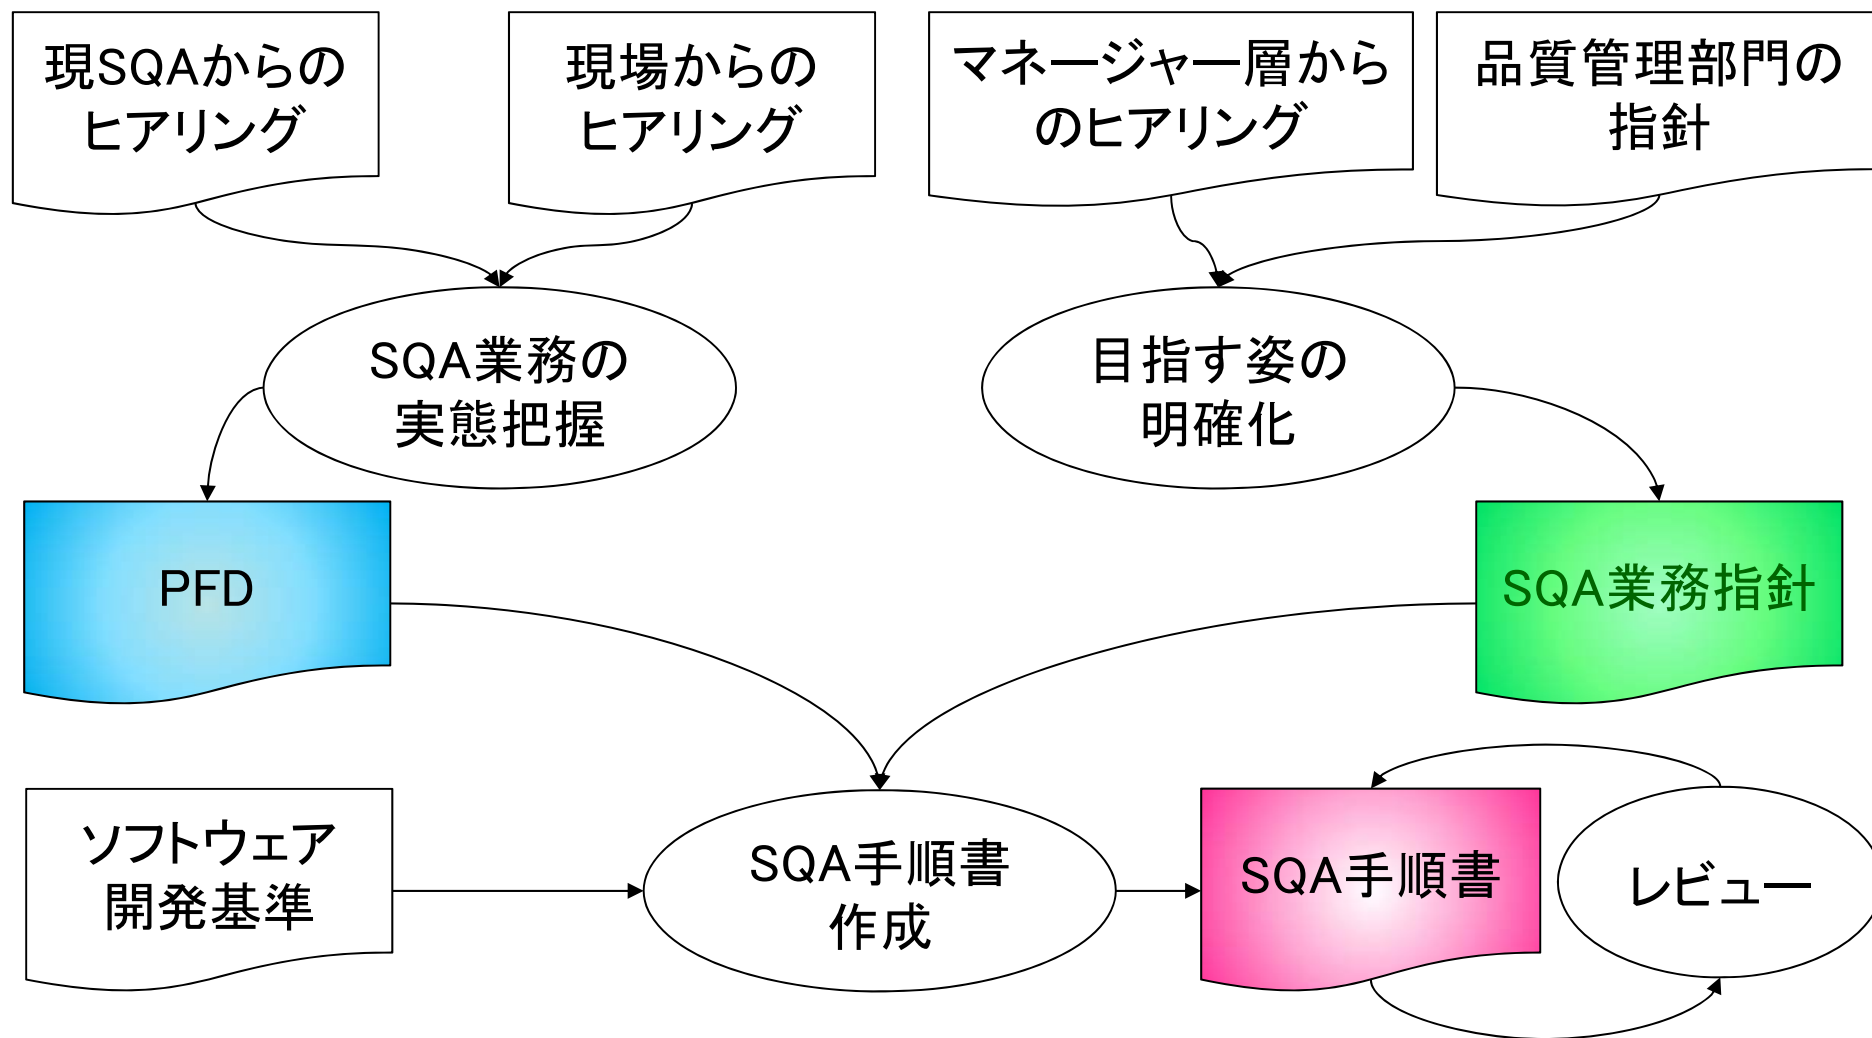 現SQAからの
ヒアリング
現場からの
ヒアリング
マネージャー層から
のヒアリング
品質管理部門の
指針
SQA業務の
実態把握
目指す姿の
明確化
PFD
SQA業務指針
ソフトウェア
開発基準
SQA手順書
作成
SQA手順書
レビュー